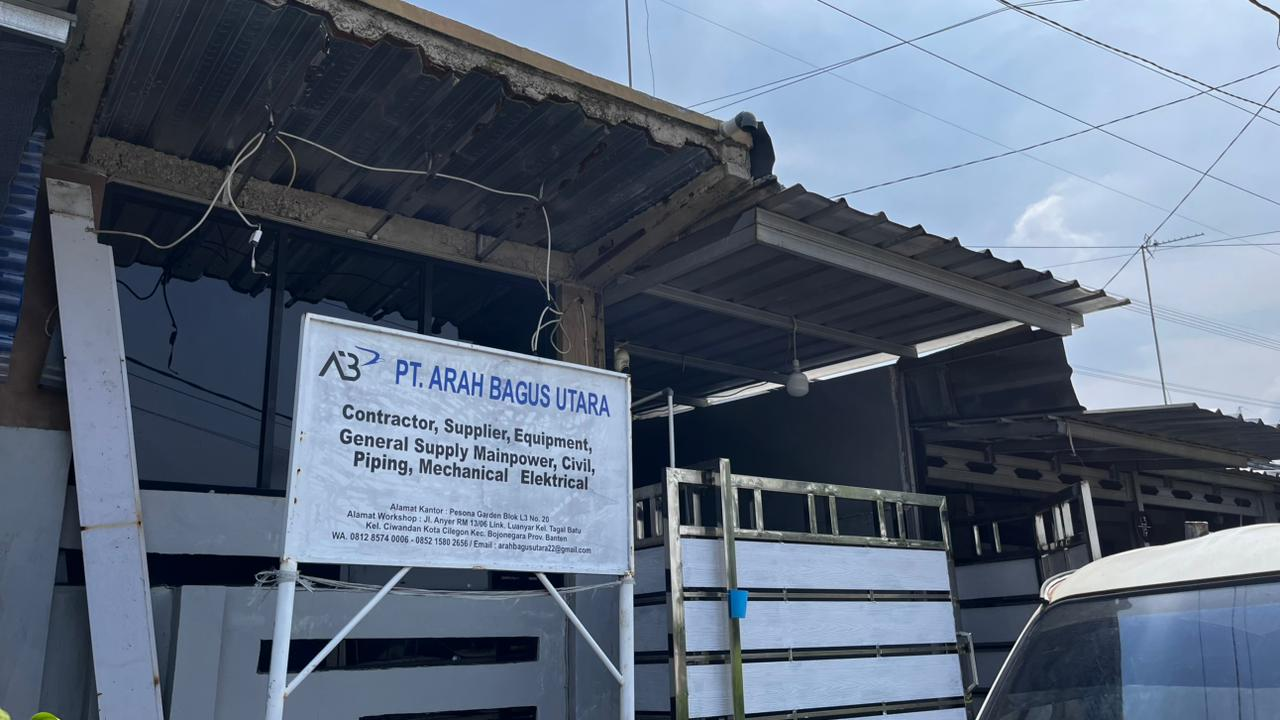 AB
PT. ARAH BAGUS UTARA
Contractor, Supplier, Equipment,
General Supply Mainpower, Civil,
Piping, Mechanical Elektrical
Alamat Kantor : Pesona Garden Blok L3 No. 20
Alamat Workshop : Jl. Anyer RM 13/06 Link. Luanyar Kel. Tagal Batu
Kel. Ciwandan Kota Cilegon Kec. Bojonegara Prov. Banten
WA. 0812 8574 0006 - 0852 1580 2656 / Email : arahbagusutara22@gmail.com